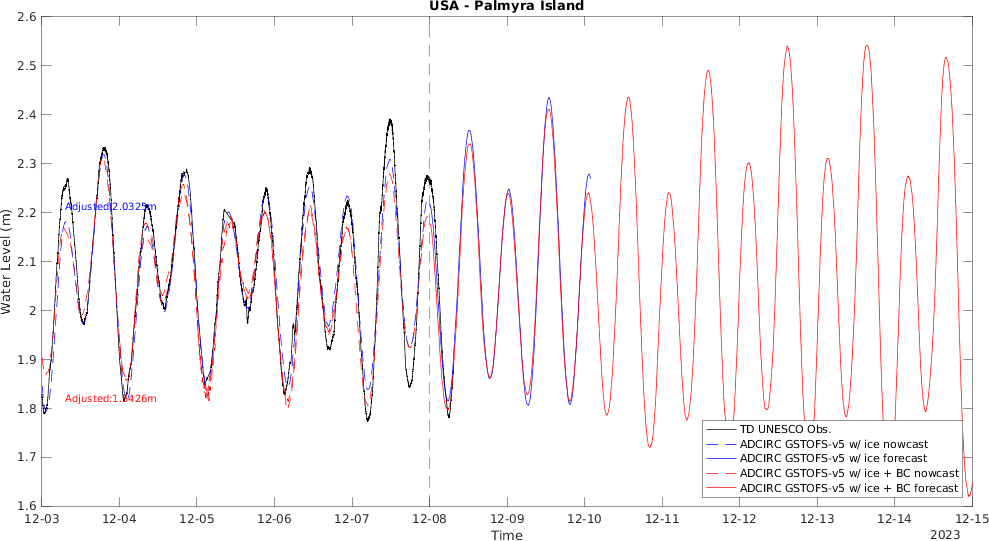 USA - Palmyra Island
2.6
2.5
2.4
2.3
2.2
2.1
2
1.9
1.8
1.7
1.6
Water Level (m)
Adjusted:2.0325m
TD UNESCO Obs.
ADCIRC GSTOFS-v5 w/ ice nowcast
ADCIRC GSTOFS-v5 w/ ice forecast
ADCIRC GSTOFS-v5 w/ ice + BC nowcast
ADCIRC GSTOFS-v5 w/ ice + BC forecast
12-03 12-04 12-05 12-06 12-07 12-08 12-09 12-10 12-11 12-12 12-13 12-14 12-15
Time
2023